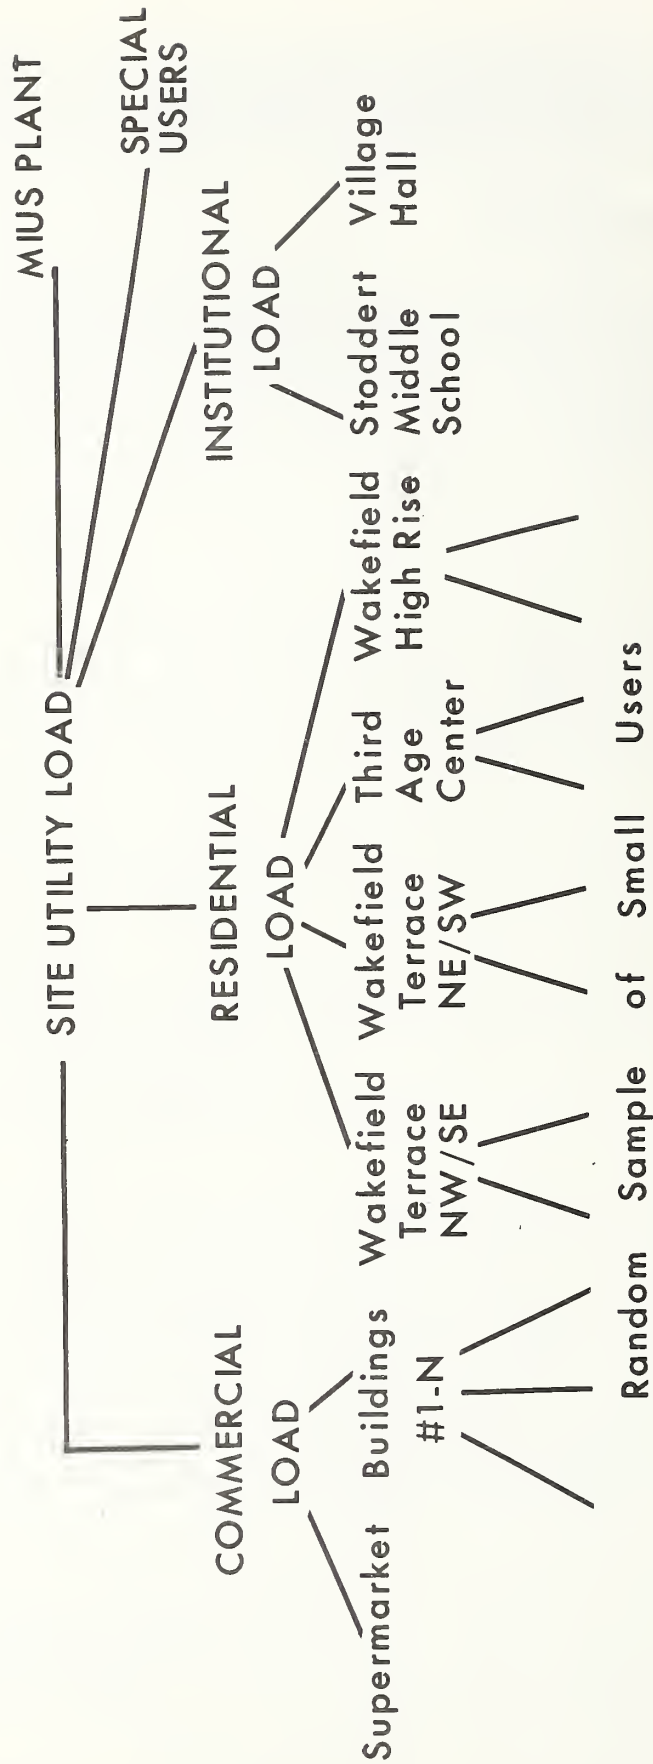 MIUS PLANT
SITE UTILITY LOAD
SPECIAL
USERS
COMMERCIAL
LOAD
RESIDENTIAL
LOAD
INSTITUTIONAL
LOAD
Supermarket
Buildings
#1-N
Wakefield
Terrace
NW/SE
Wakefield
Terrace
NE/SW
Third
Age
Center
Wakefield
High Rise
Stoddert
Middle
School
Village
Hall
Random Sample of Small Users